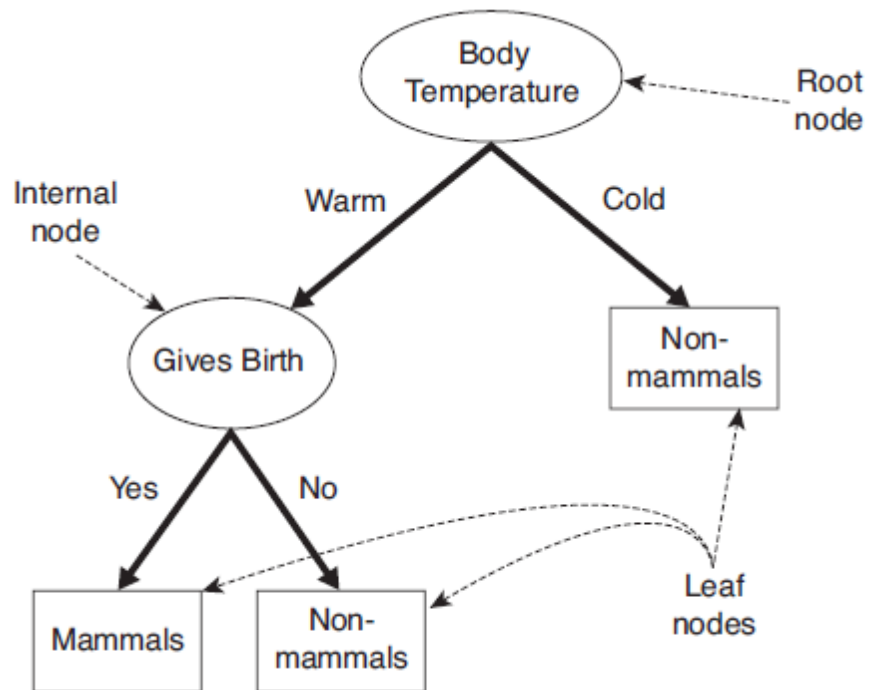 Body
Temperature
Root
node
Internal
node
Warm
Cold
Gives Birth
Non-
mammals
Yes
No
Mammals
Non-
mammals
Leaf
nodes